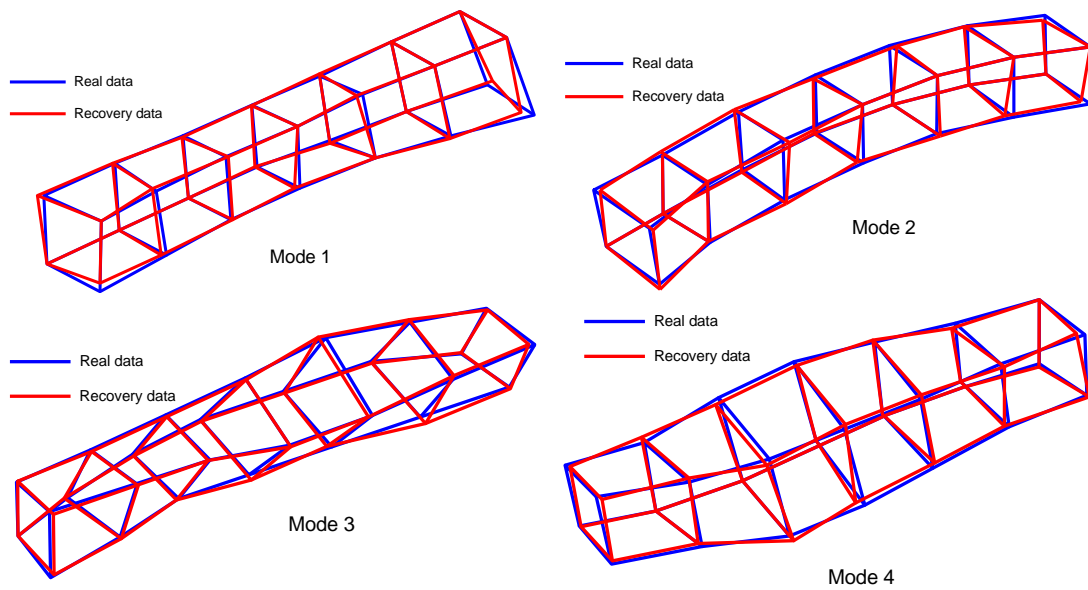 Real data
Recovery data
Mode 1
Real data
Recovery data
Mode 2
Real data
Recovery data
Mode 3
Real data
Recovery data
Mode 4